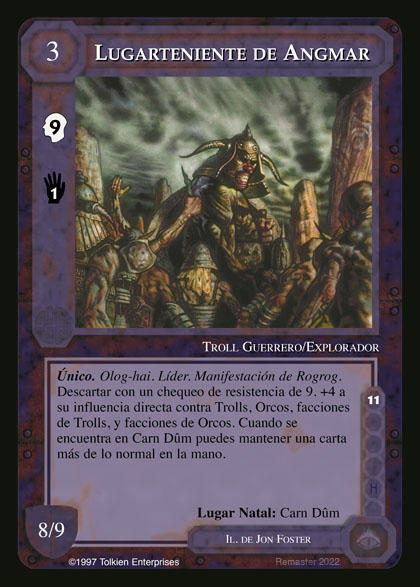 3
LUGARTENIENTE DE ANGMAR
9
1
TROLL GUERRERO/EXPLORADOR
Único. Olog-hai. Líder. Manifestación de Rogrog.
Descartar con un chequeo de resistencia de 9. +4 a
su influencia directa contra Trolls, Orcos, facciones
de Trolls, y facciones de Orcos. Cuando se
encuentra en Carn Dûm puedes mantener una carta
más de lo normal en la mano.
11
H
Lugar Natal: Carn Dûm
8/9
IL. DE JON FOSTER
©1997 Tolkien Enterprises
Remaster 2022